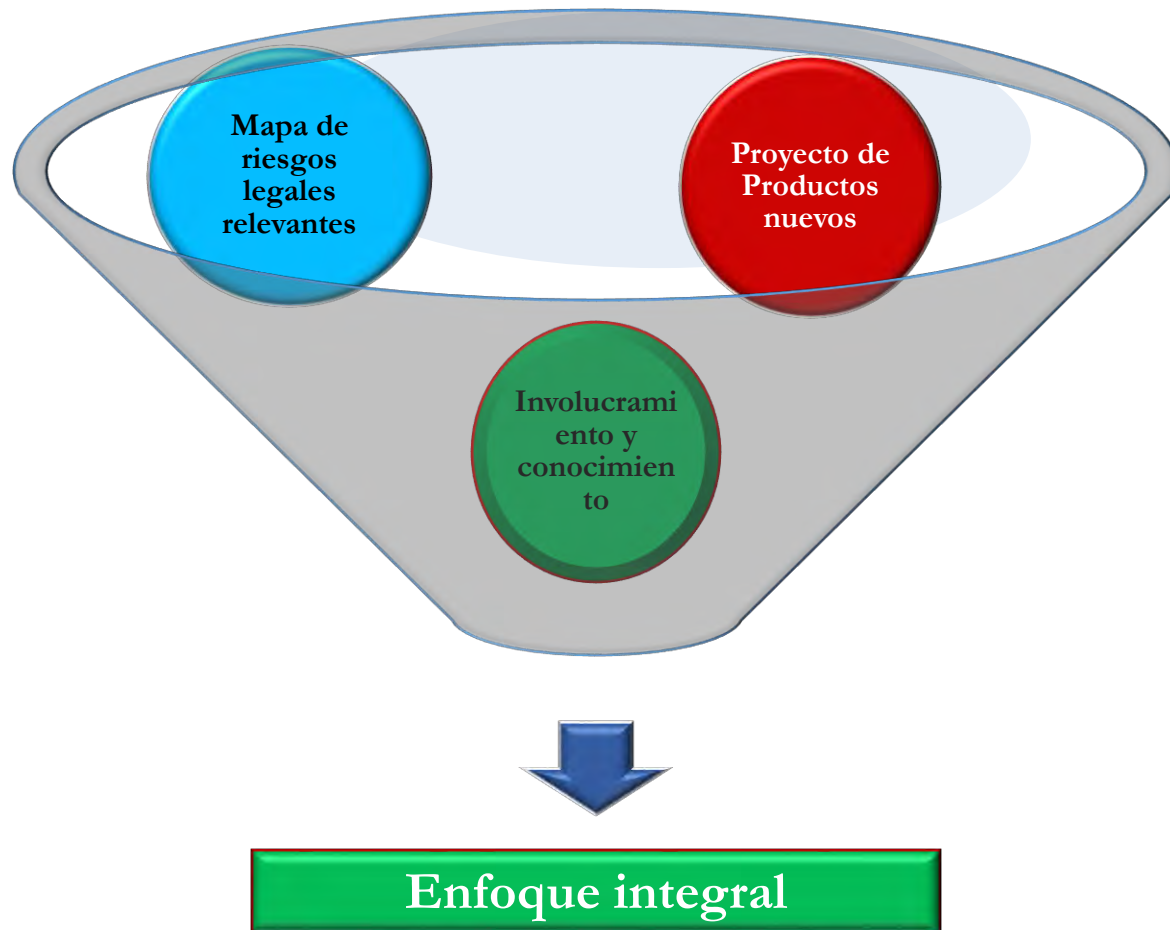 Mapa de
riesgos
legales
relevantes
Proyecto de
Productos
nuevos
Involucrami
ento y
conocimien
to
Enfoque integral